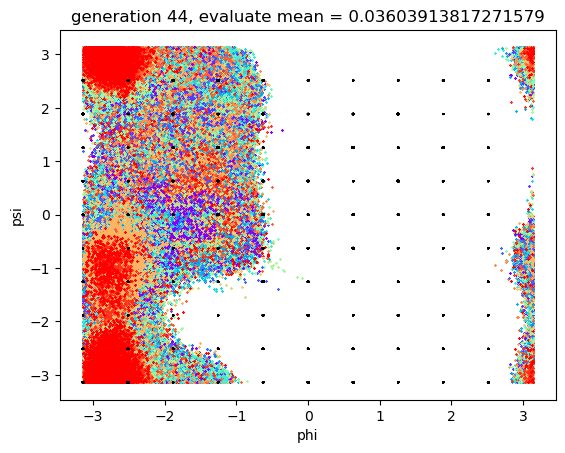 generation 44, evaluate mean = 0.03603913817271579
3
2
1
0
−1
−2
−3
psi
−3 −2 −1 0 1 2 3
phi